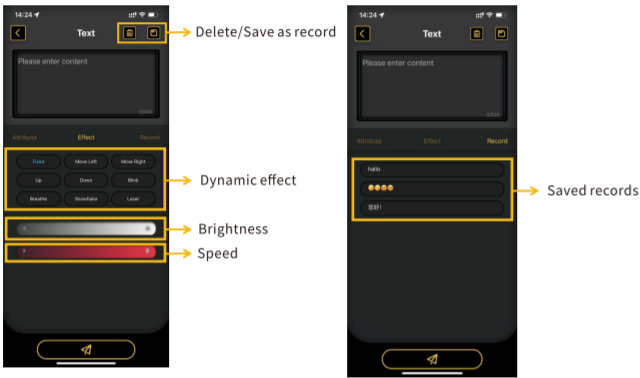 14:24
14:24
Text
Text
Delete/Save as record
Please enter content
Please enter content
Attribute
Effect
Record
Attribute
Effect
Record
Fixed
Move Left
Move Right
Up
Down
Blink
Breathe
Snowflake
Laser
Dynamic effect
hallo
您好!
Saved records
Brightness
Speed